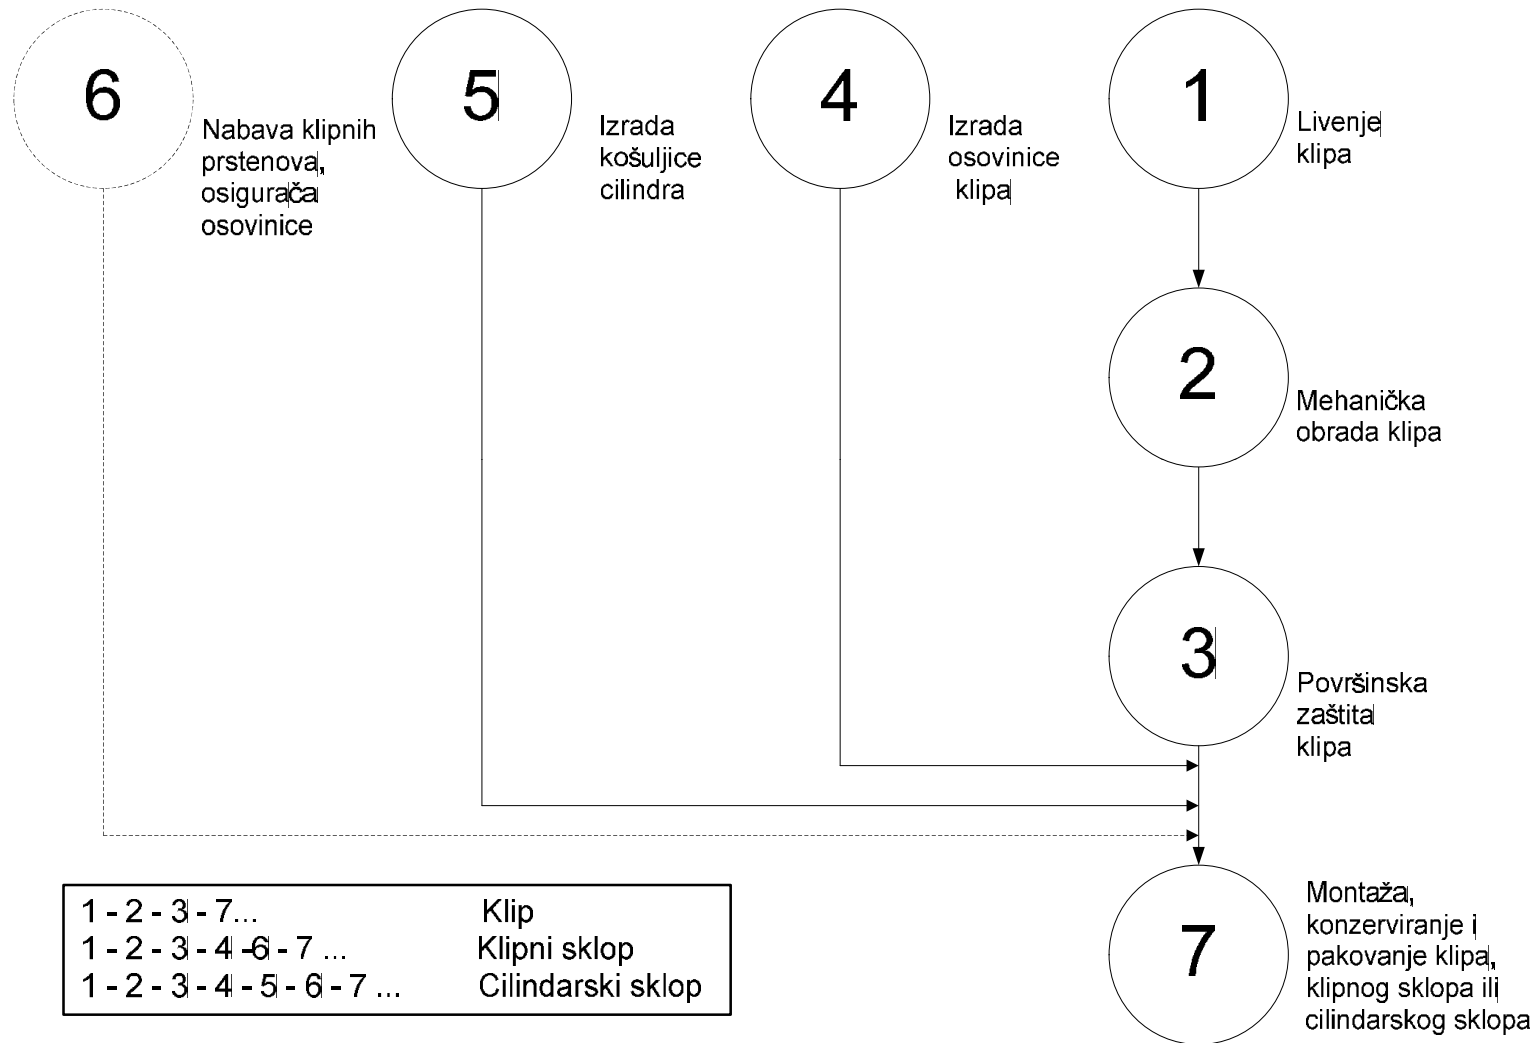 6
Nabava klipnih
prstenova,
osigurača
osovinice
5
Izrada
košuljice
cilindra
4
Izrada
osovinice
klipa
1
Livenje
klipa
2
Mehanička
obrada klipa
3
Površinska
zaštita
klipa
7
Montaža,
konzerviranje i
pakovanje klipa,
klipnog sklopa ili
cilindarskog sklopa
1 - 2 - 3 - 7... Klip
1 - 2 - 3 - 4 -6 - 7 ... Klipni sklop
1 - 2 - 3 - 4 - 5 - 6 - 7 ... Cilindarski sklop